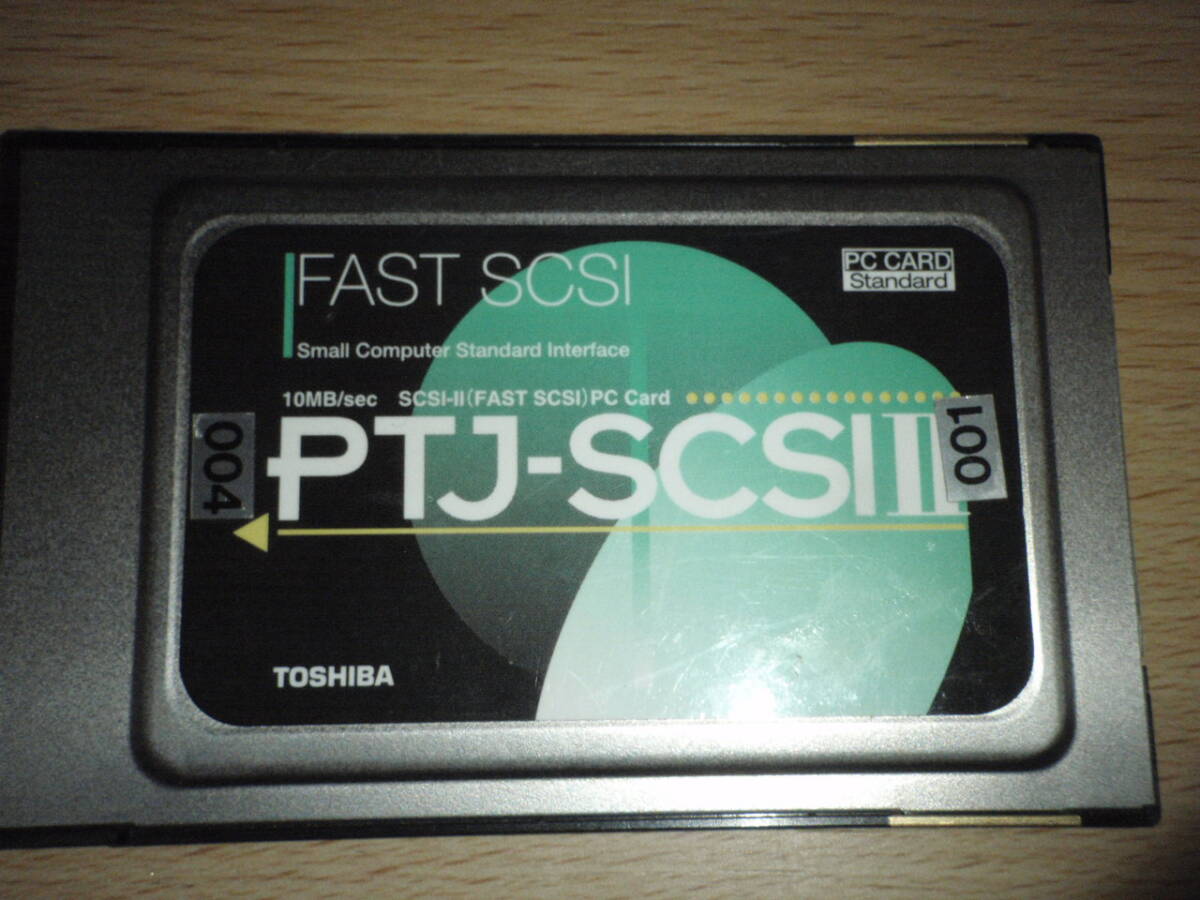 FAST SCSI
PC CARD
Standard
Small Computer Standard Interface
10MB/sec SCSI-II(FAST SCSI)PC Card
004
PTJ-SCSIII
001
TOSHIBA